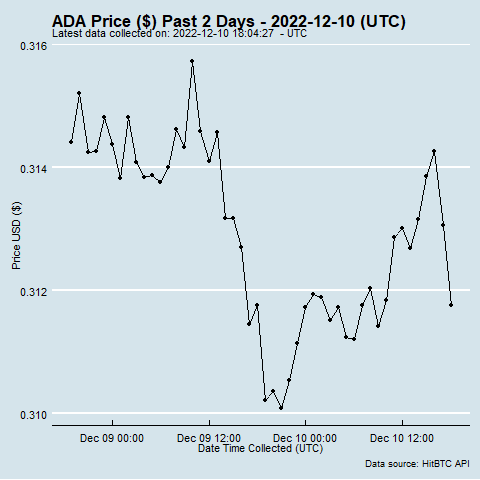 ADA Price ($) Past 2 Days - 2022-12-10 (UTC)
Latest data collected on: 2022-12-10 18:04:27 - UTC
0.316
0.314
0.312
0.310
Price USD ($)
Dec 09 00:00 Dec 09 12:00 Dec 10 00:00 Dec 10 12:00
Date Time Collected (UTC)
Data source: HitBTC API